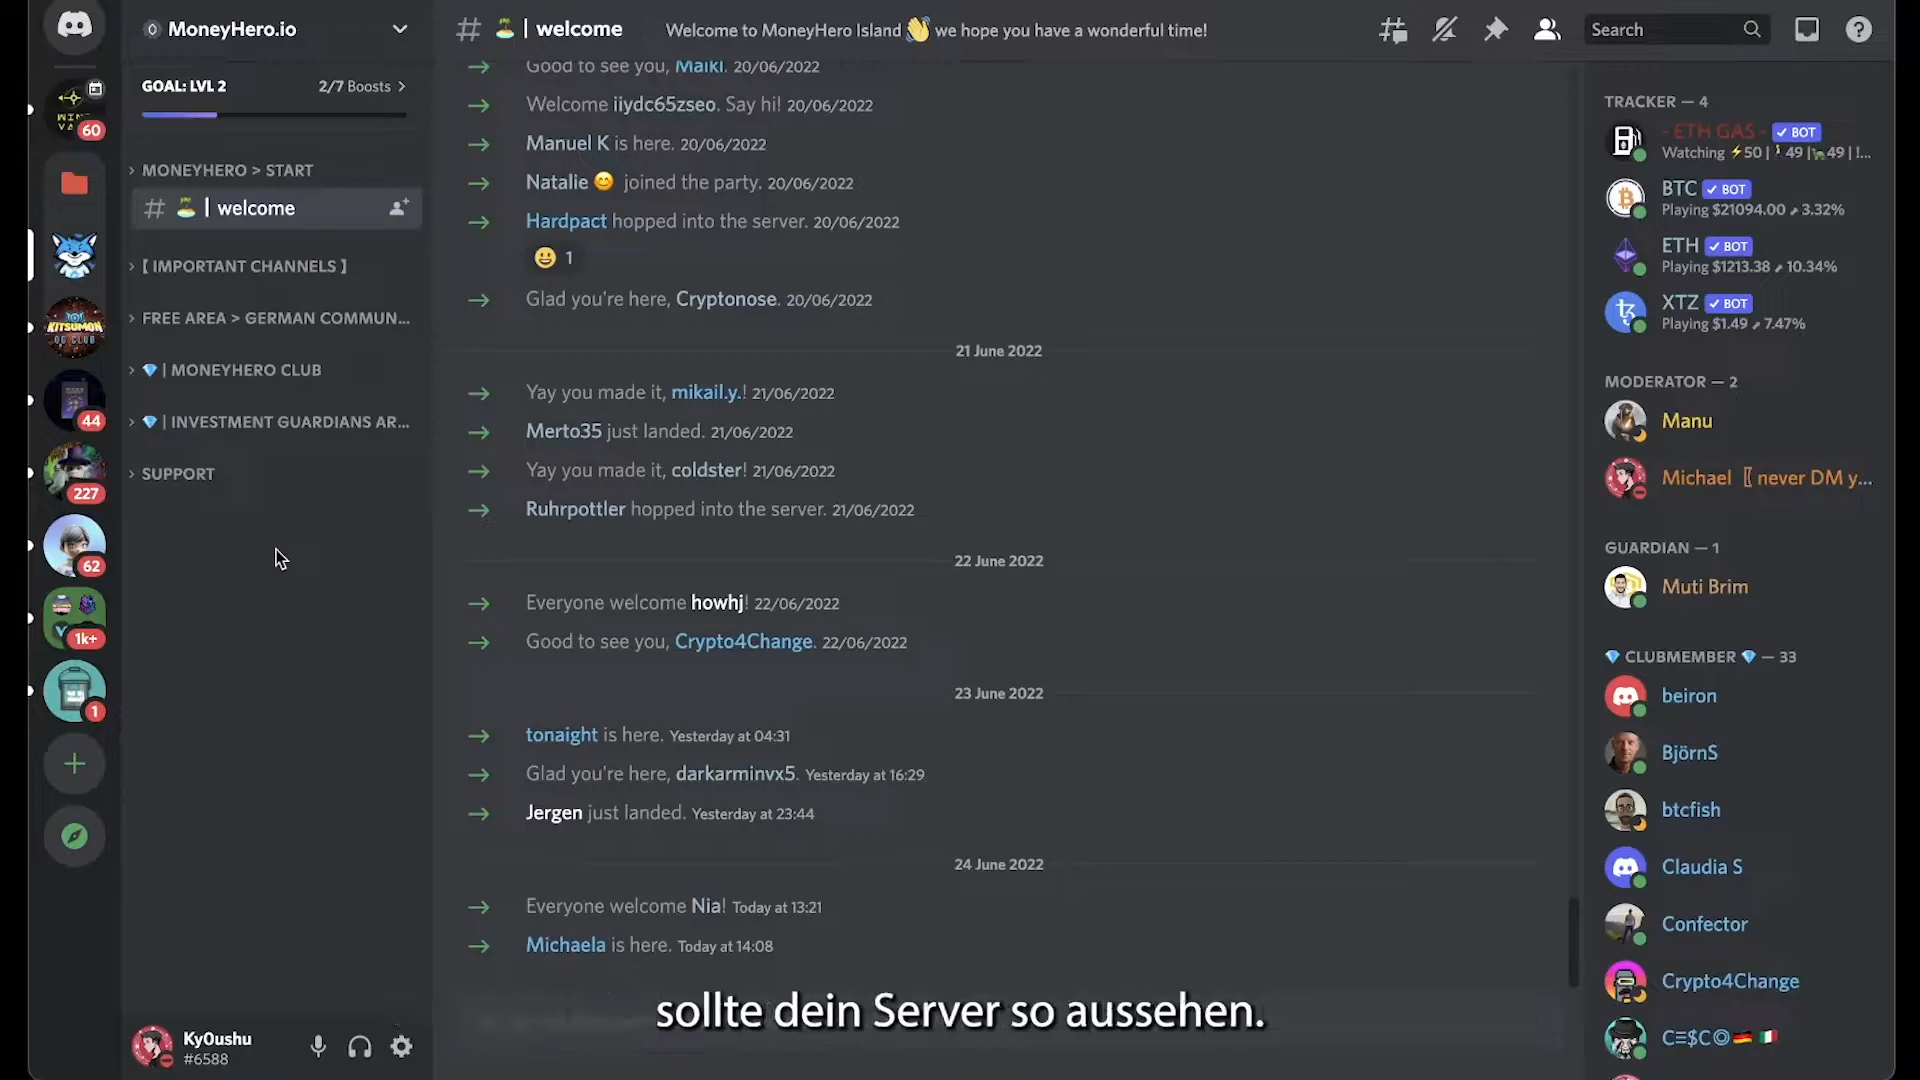 MoneyHero.io
GOAL: LVL 2
2/7 Boosts
MONEYHERO > START
# | welcome
【 IMPORTANT CHANNELS 】
FREE AREA > GERMAN COMMUN...
| MONEYHERO CLUB
| INVESTMENT GUARDIANS AR...
SUPPORT
60
KITSUMON
OG CLUB
44
227
62
1k+
1
KyOushu
#6588
# | welcome
Welcome to MoneyHero Island 👋 we hope you have a wonderful time!
Search
Good to see you, Maikl. 20/06/2022
Welcome iiydc65zseo. Say hi! 20/06/2022
Manuel K is here. 20/06/2022
Natalie 😊 joined the party. 20/06/2022
Hardpact hopped into the server. 20/06/2022
😀 1
Glad you're here, Cryptonose. 20/06/2022
21 June 2022
Yay you made it, mikail.y.! 21/06/2022
Merto35 just landed. 21/06/2022
Yay you made it, coldster! 21/06/2022
Ruhrpottler hopped into the server. 21/06/2022
22 June 2022
Everyone welcome howhj! 22/06/2022
Good to see you, Crypto4Change. 22/06/2022
23 June 2022
tonaight is here. Yesterday at 04:31
Glad you're here, darkarminvx5. Yesterday at 16:29
Jergen just landed. Yesterday at 23:44
24 June 2022
Everyone welcome Nia! Today at 13:21
Michaela is here. Today at 14:08
sollte dein Server so aussehen.
TRACKER — 4
- ETH GAS - ✓ BOT
Watching ⚡50 | 🚶49 |🐢49 | !...
BTC ✓ BOT
Playing $21094.00 ⬈ 3.32%
ETH ✓ BOT
Playing $1213.38 ⬈ 10.34%
XTZ ✓ BOT
Playing $1.49 ⬈ 7.47%
MODERATOR — 2
Manu
Michael 〖 never DM y...
GUARDIAN — 1
Muti Brim
💎 CLUBMEMBER 💎 — 33
beiron
BjörnS
btcfish
Claudia S
Confector
Crypto4Change
C≡$C©🇩🇪 🇮🇹